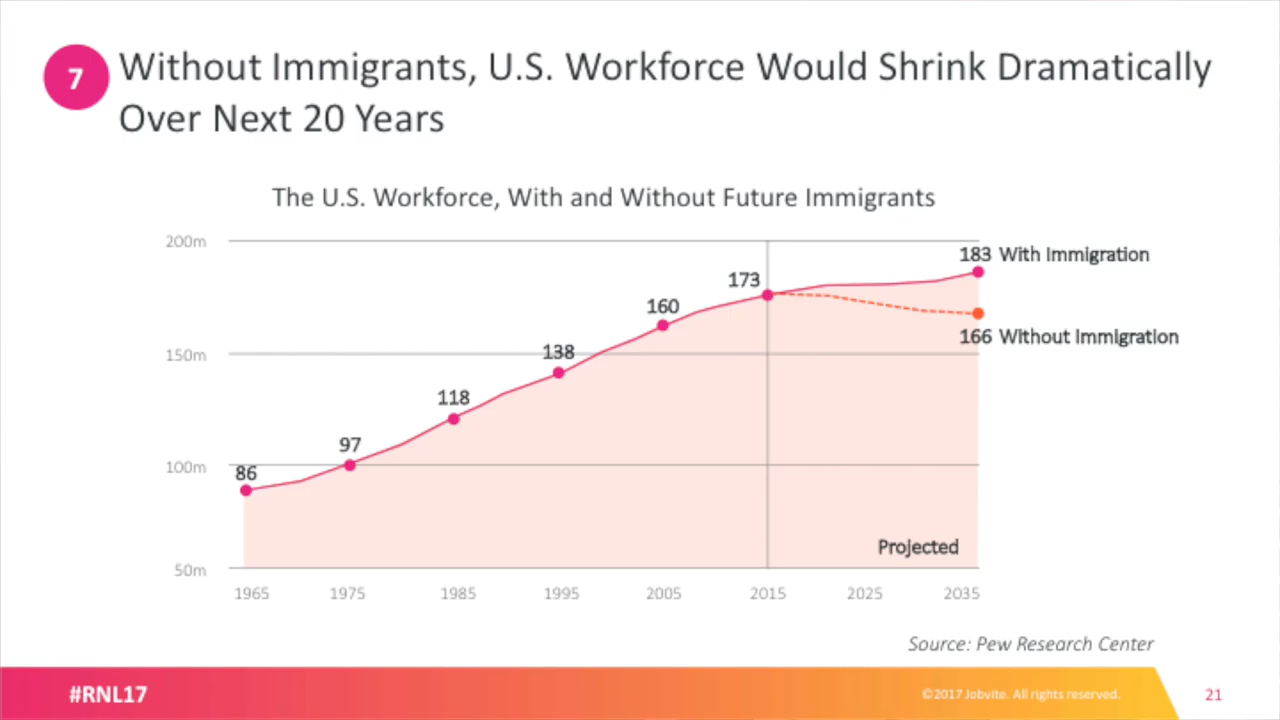 7
Without Immigrants, U.S. Workforce Would Shrink Dramatically
Over Next 20 Years
The U.S. Workforce, With and Without Future Immigrants
200m
183 With Immigration
173
160
166 Without Immigration
150m
138
118
97
100m
86
Projected
50m
1965 1975 1985 1995 2005 2015 2025 2035
Source: Pew Research Center
#RNL17
©2017 Jobvite. All rights reserved.
21